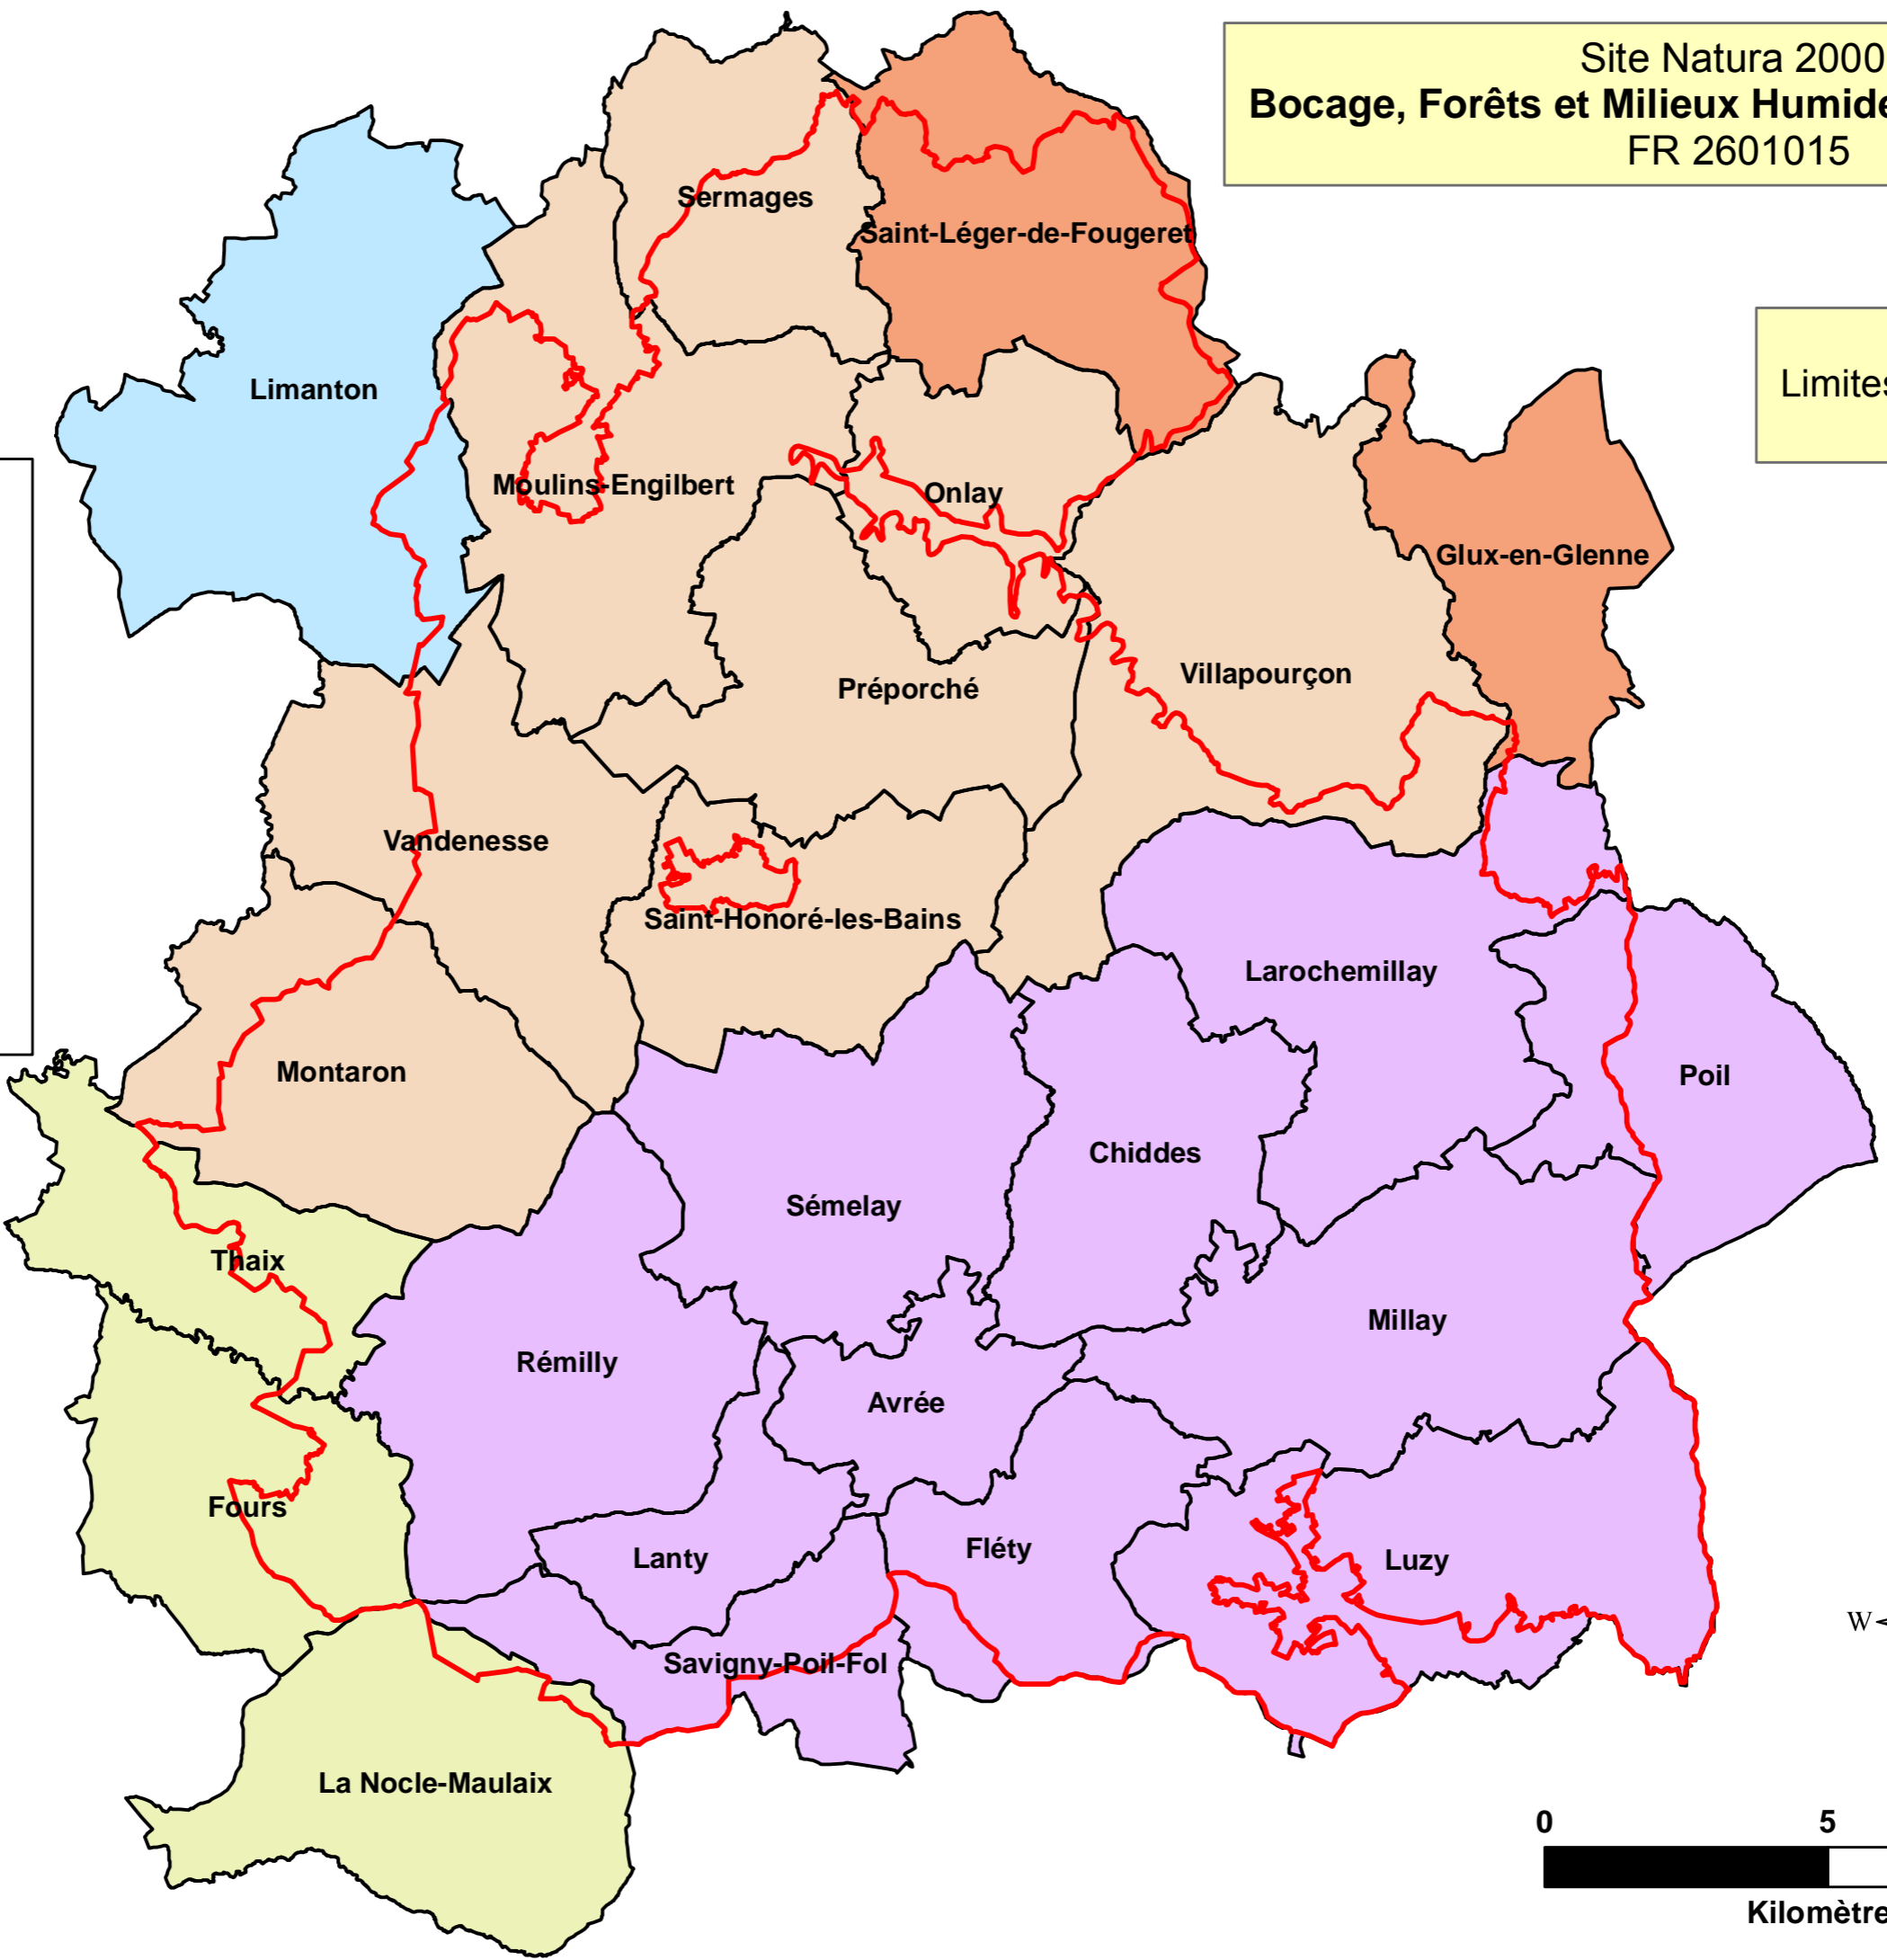 Site Natura 2000
Bocage, Forêts et Milieux Humide
FR 2601015
Sermages
Saint-Léger-de-Fougeret
Limites
Limanton
Moulins-Engilbert
Onlay
Glux-en-Glenne
Villapourçon
Préporché
Vandenesse
Saint-Honoré-les-Bains
Larochemillay
Montaron
Poil
Chiddes
Sémelay
Thaix
Millay
Rémilly
Avrée
Fours
Fléty
Lanty
Luzy
W
Savigny-Poil-Fol
La Nocle-Maulaix
0 5
Kilomètre